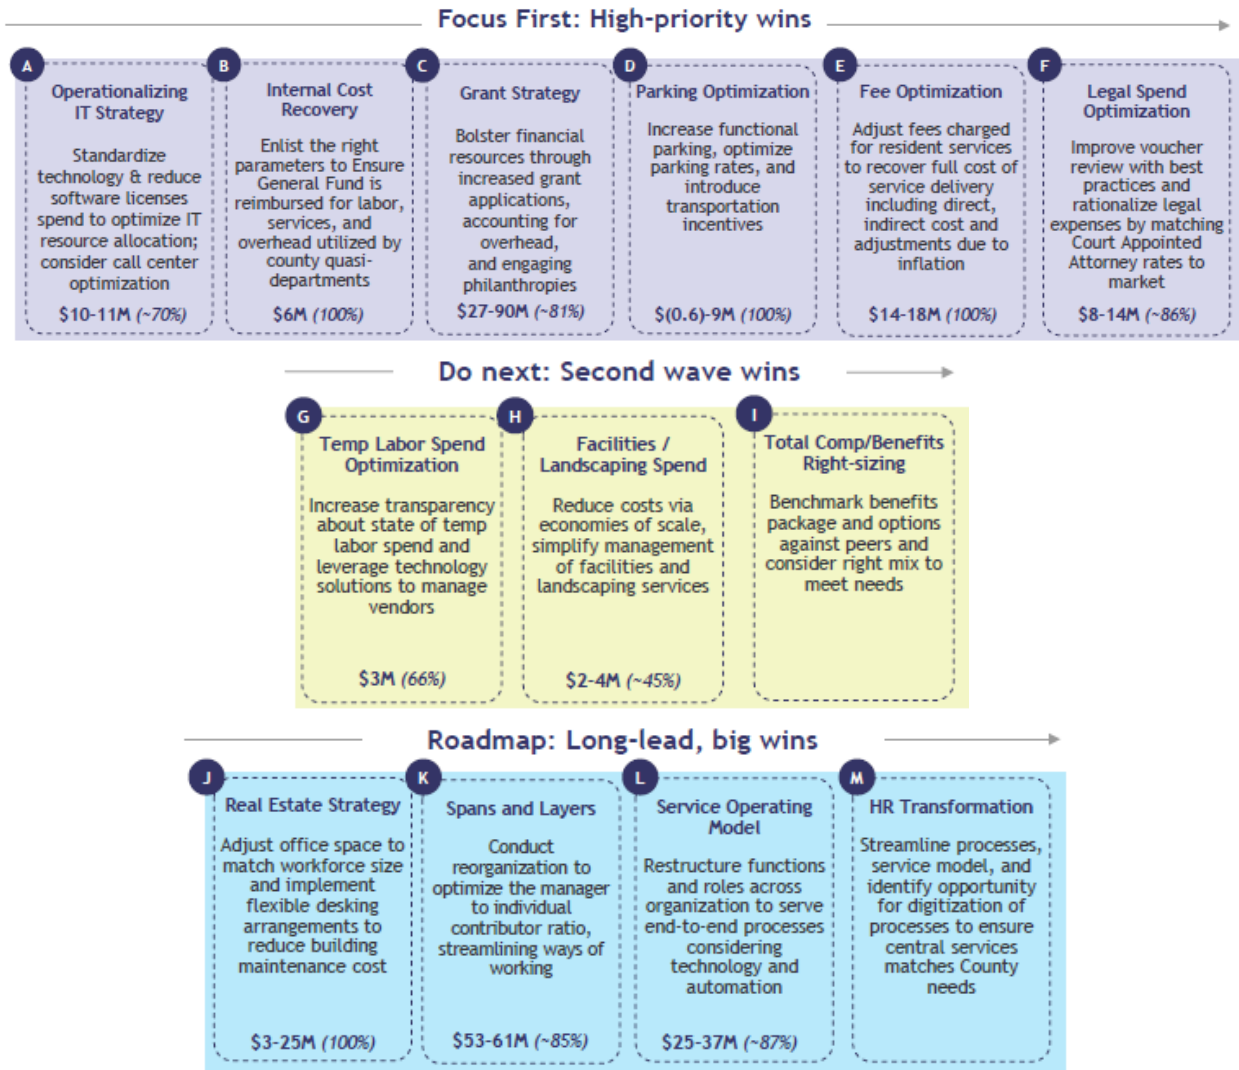 Focus First: High-priority wins
A
Operationalizing
IT Strategy
Standardize
technology & reduce
software licenses
spend to optimize IT
resource allocation;
consider call center
optimization
$10-11M (~70%)
B
Internal Cost
Recovery
Enlist the right
parameters to Ensure
General Fund is
reimbursed for labor,
services, and
overhead utilized by
county quasi-
departments
$6M (100%)
C
Grant Strategy
Bolster financial
resources through
increased grant
applications,
accounting for
overhead,
and engaging
philanthropies
$27-90M (~81%)
D
Parking Optimization
Increase functional
parking, optimize
parking rates, and
introduce
transportation
incentives
$(0.6)-9M (100%)
E
Fee Optimization
Adjust fees charged
for resident services
to recover full cost of
service delivery
including direct,
indirect cost and
adjustments due to
inflation
$14-18M (100%)
F
Legal Spend
Optimization
Improve voucher
review with best
practices and
rationalize legal
expenses by matching
Court Appointed
Attorney rates to
market
$8-14M (~86%)
Do next: Second wave wins
G
Temp Labor Spend
Optimization
Increase transparency
about state of temp
labor spend and
leverage technology
solutions to manage
vendors
$3M (66%)
H
Facilities /
Landscaping Spend
Reduce costs via
economies of scale,
simplify management
of facilities and
landscaping services
$2-4M (~45%)
I
Total Comp/Benefits
Right-sizing
Benchmark benefits
package and options
against peers and
consider right mix to
meet needs
Roadmap: Long-lead, big wins
J
Real Estate Strategy
Adjust office space to
match workforce size
and implement
flexible desking
arrangements to
reduce building
maintenance cost
$3-25M (100%)
K
Spans and Layers
Conduct
reorganization to
optimize the manager
to individual
contributor ratio,
streamlining ways of
working
$53-61M (~85%)
L
Service Operating
Model
Restructure functions
and roles across
organization to serve
end-to-end processes
considering
technology and
automation
$25-37M (~87%)
M
HR Transformation
Streamline processes,
service model, and
identify opportunity
for digitization of
processes to ensure
central services
matches County
needs